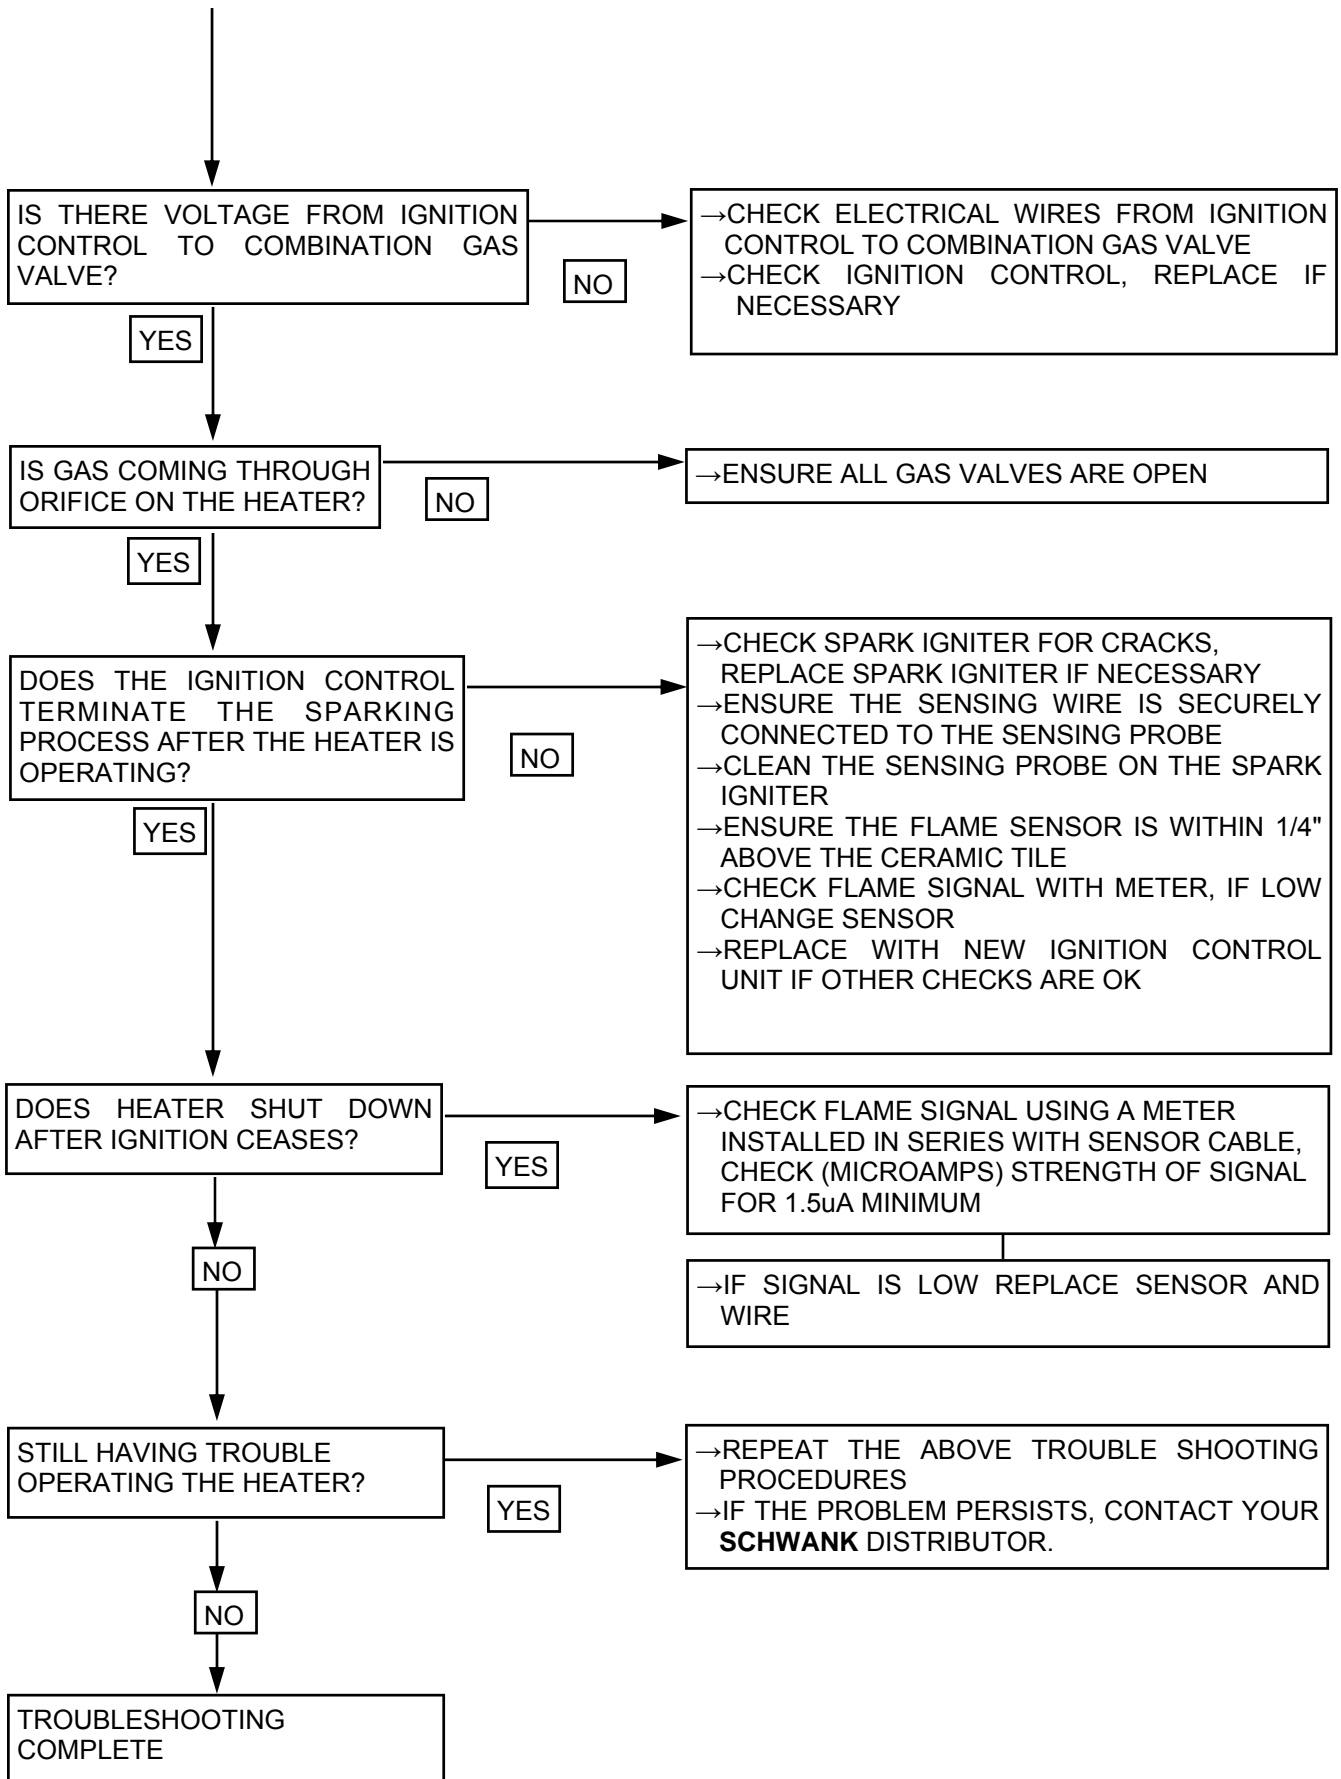 IS THERE VOLTAGE FROM IGNITION
CONTROL TO COMBINATION GAS
VALVE?
NO
→CHECK ELECTRICAL WIRES FROM IGNITION
CONTROL TO COMBINATION GAS VALVE
→CHECK IGNITION CONTROL, REPLACE IF
NECESSARY
YES
IS GAS COMING THROUGH
ORIFICE ON THE HEATER?
NO
→ENSURE ALL GAS VALVES ARE OPEN
YES
DOES THE IGNITION CONTROL
TERMINATE THE SPARKING
PROCESS AFTER THE HEATER IS
OPERATING?
NO
→CHECK SPARK IGNITER FOR CRACKS,
REPLACE SPARK IGNITER IF NECESSARY
→ENSURE THE SENSING WIRE IS SECURELY
CONNECTED TO THE SENSING PROBE
→CLEAN THE SENSING PROBE ON THE SPARK
IGNITER
→ENSURE THE FLAME SENSOR IS WITHIN 1/4"
ABOVE THE CERAMIC TILE
→CHECK FLAME SIGNAL WITH METER, IF LOW
CHANGE SENSOR
→REPLACE WITH NEW IGNITION CONTROL
UNIT IF OTHER CHECKS ARE OK
YES
DOES HEATER SHUT DOWN
AFTER IGNITION CEASES?
YES
→CHECK FLAME SIGNAL USING A METER
INSTALLED IN SERIES WITH SENSOR CABLE,
CHECK (MICROAMPS) STRENGTH OF SIGNAL
FOR 1.5uA MINIMUM
→IF SIGNAL IS LOW REPLACE SENSOR AND
WIRE
NO
STILL HAVING TROUBLE
OPERATING THE HEATER?
YES
→REPEAT THE ABOVE TROUBLE SHOOTING
PROCEDURES
→IF THE PROBLEM PERSISTS, CONTACT YOUR
SCHWANK DISTRIBUTOR.
NO
TROUBLESHOOTING
COMPLETE